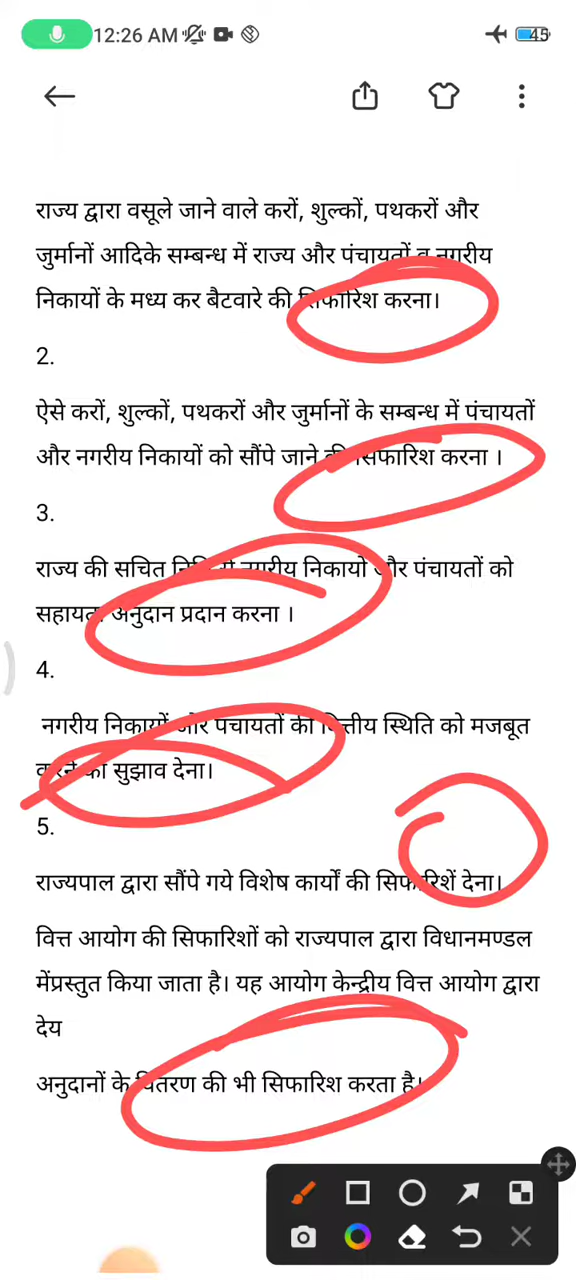 12:26 AM
45
राज्य द्वारा वसूले जाने वाले करों, शुल्कों, पथकरों और
जुर्मानों आदिके सम्बन्ध में राज्य और पंचायतों व नगरीय
निकायों के मध्य कर बैटवारे की सिफारिश करना।
2.
ऐसे करों, शुल्कों, पथकरों और जुर्मानों के सम्बन्ध में पंचायतों
और नगरीय निकायों को सौंपे जाने की सिफारिश करना ।
3.
राज्य की सचित निधि से नगरीय निकायों और पंचायतों को
सहायता अनुदान प्रदान करना ।
4.
नगरीय निकायों और पंचायतों की वित्तीय स्थिति को मजबूत
करने का सुझाव देना।
5.
राज्यपाल द्वारा सौंपे गये विशेष कार्यों की सिफारिशें देना।
वित्त आयोग की सिफारिशों को राज्यपाल द्वारा विधानमण्डल
मेंप्रस्तुत किया जाता है। यह आयोग केन्द्रीय वित्त आयोग द्वारा
देय
अनुदानों के वितरण की भी सिफारिश करता है।